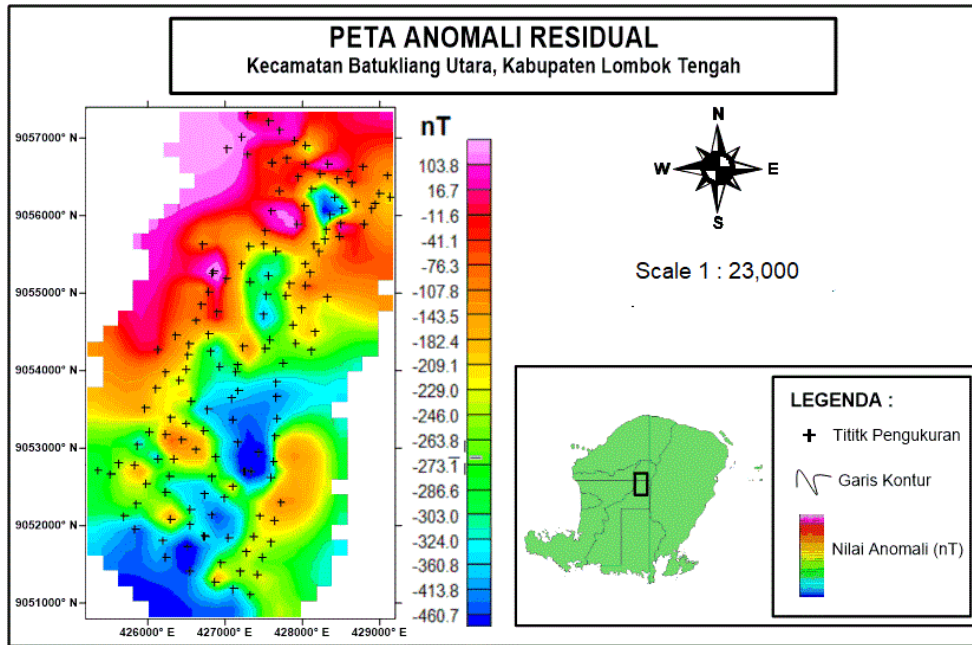 PETA ANOMALI RESIDUAL
Kecamatan Batukliang Utara, Kabupaten Lombok Tengah
9057000° N
9056000° N
9055000° N
9054000° N
9053000° N
9052000° N
9051000° N
426000° E 427000° E 428000° E 429000° E
nT
103.8
16.7
-11.6
-41.1
-76.3
-107.8
-143.5
-182.4
-209.1
-229.0
-246.0
-263.8
-273.1
-286.6
-303.0
-324.0
-360.7
-413.8
-460.7
N
W E
S
Scale 1 : 23,000
LEGENDA :
Tititk Pengukuran
Garis Kontur
Nilai Anomali (nT)